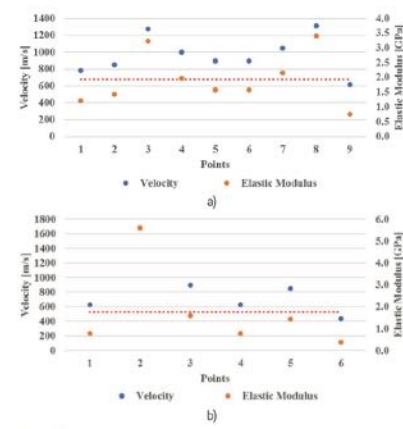 1400 4.0
1200 3.5
1000 3.0
800 2.5
600 2.0
400 1.5
200 1.0
0 0.5
0.0
Velocity [m/s]
Elastic Modulus [GPa]
1 2 3 4 5 6 7 8 9
Points
Velocity Elastic Modulus
a)
1800 6.0
1600 5.0
1400 4.0
1200 3.0
1000 2.0
800 1.0
600 0.0
400
200
0
Velocity [m/s]
Elastic Modulus [GPa]
1 2 3 4 5 6
Points
Velocity Elastic Modulus
b)